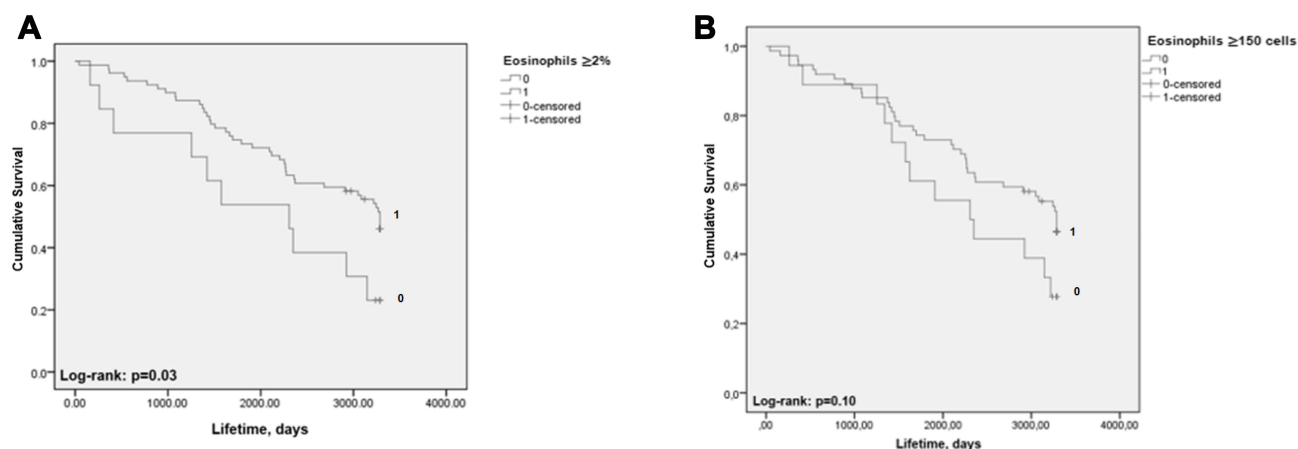 A
Cumulative Survival
1.0
0.8
0.6
0.4
0.2
0.0
1
0
Log-rank: p=0.03
0.00 1000,00 2000,00 3000,00 4000,00
Lifetime, days
Eosinophils ≥2%
0
1
0-censored
1-censored
B
Cumulative Survival
1,0
0,8
0,6
0,4
0,2
0,0
1
0
Log-rank: p=0.10
,00 1000,00 2000,00 3000,00 4000,00
Lifetime, days
Eosinophils ≥150 cells
0
1
0-censored
1-censored